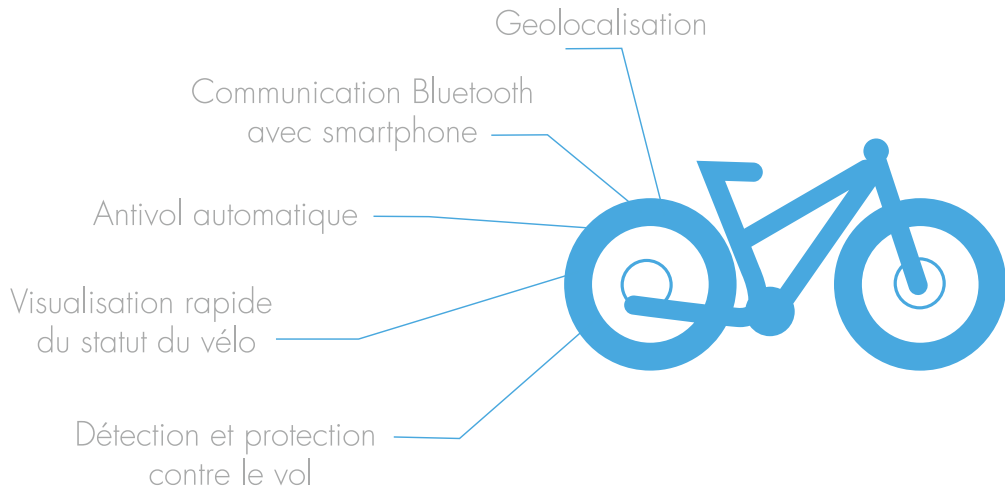 Geolocalisation
Communication Bluetooth
avec smartphone
Antivol automatique
Visualisation rapide
du statut du vélo
Détection et protection
contre le vol